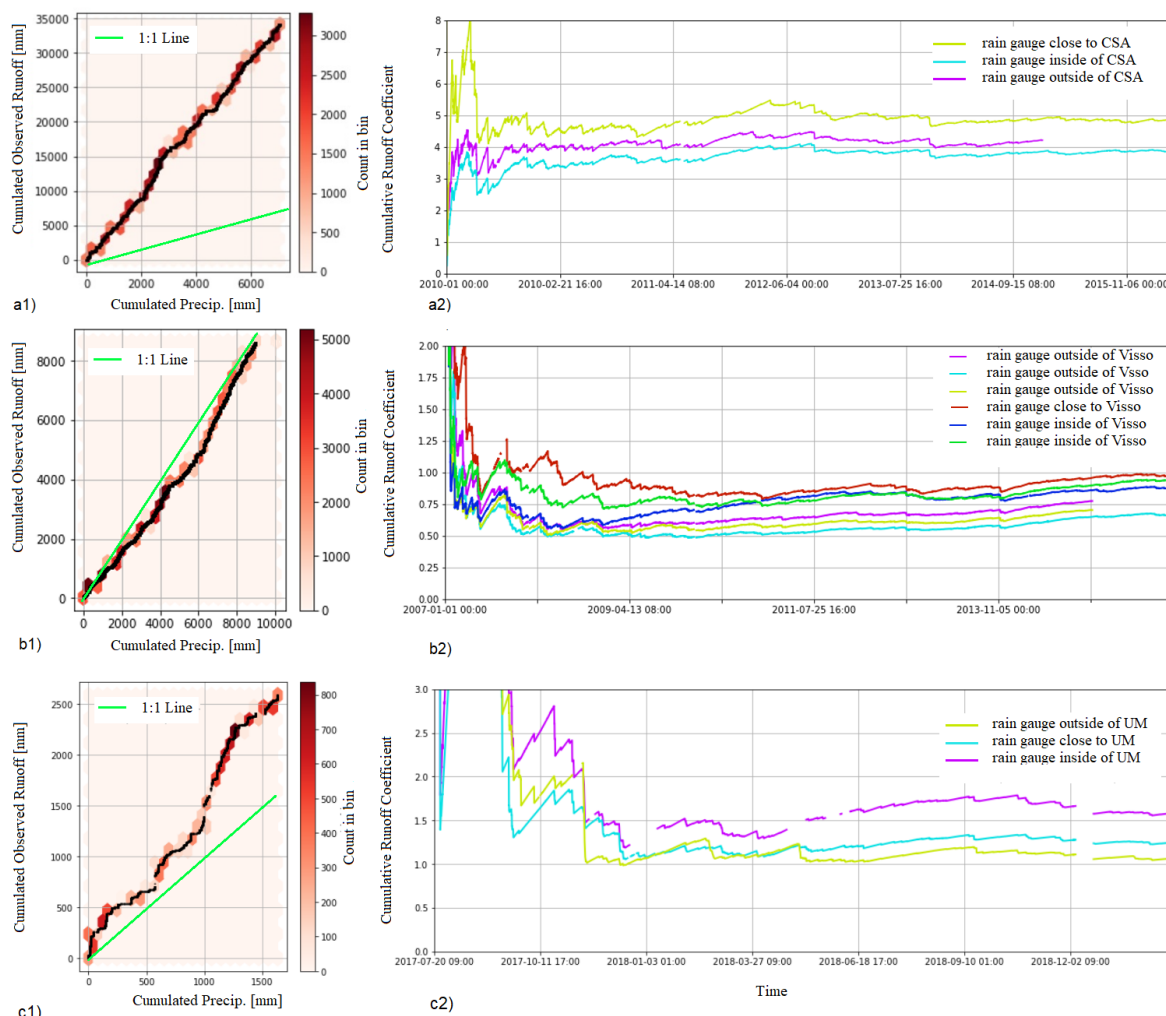 35000
30000
25000
20000
15000
10000
5000
0
Cumulated Observed Runoff [mm]
1:1 Line
0 2000 4000 6000
Cumulated Precip. [mm]
a1)
3000
2500
2000
1500
1000
500
0
Count in bin
8
7
6
5
4
3
2
1
0
Cumulative Runoff Coefficient
rain gauge close to CSA
rain gauge inside of CSA
rain gauge outside of CSA
2010-01 00:00 2010-02-21 16:00 2011-04-14 08:00 2012-06-04 00:00 2013-07-25 16:00 2014-09-15 08:00 2015-11-06 00:00
a2)
8000
6000
4000
2000
0
Cumulated Observed Runoff [mm]
1:1 Line
0 2000 4000 6000 8000 10000
Cumulated Precip. [mm]
b1)
5000
4000
3000
2000
1000
0
Count in bin
2.00
1.75
1.50
1.25
1.00
0.75
0.50
0.25
0.00
Cumulative Runoff Coefficient
rain gauge outside of Visso
rain gauge outside of Vsso
rain gauge outside of Visso
rain gauge close to Visso
rain gauge inside of Visso
rain gauge inside of Visso
2007-01-01 00:00 2009-04-13 08:00 2011-07-25 16:00 2013-11-05 00:00
b2)
2500
2000
1500
1000
500
0
Cumulated Observed Runoff [mm]
1:1 Line
0 500 1000 1500
Cumulated Precip. [mm]
c1)
800
700
600
500
400
300
200
100
0
Count in bin
3.0
2.5
2.0
1.5
1.0
0.5
0.0
Cumulative Runoff Coefficient
rain gauge outside of UM
rain gauge close to UM
rain gauge inside of UM
2017-07-20 09:00 2017-10-11 17:00 2018-01-03 01:00 2018-03-27 09:00 2018-06-18 17:00 2018-09-10 01:00 2018-12-02 09:00
Time
c2)